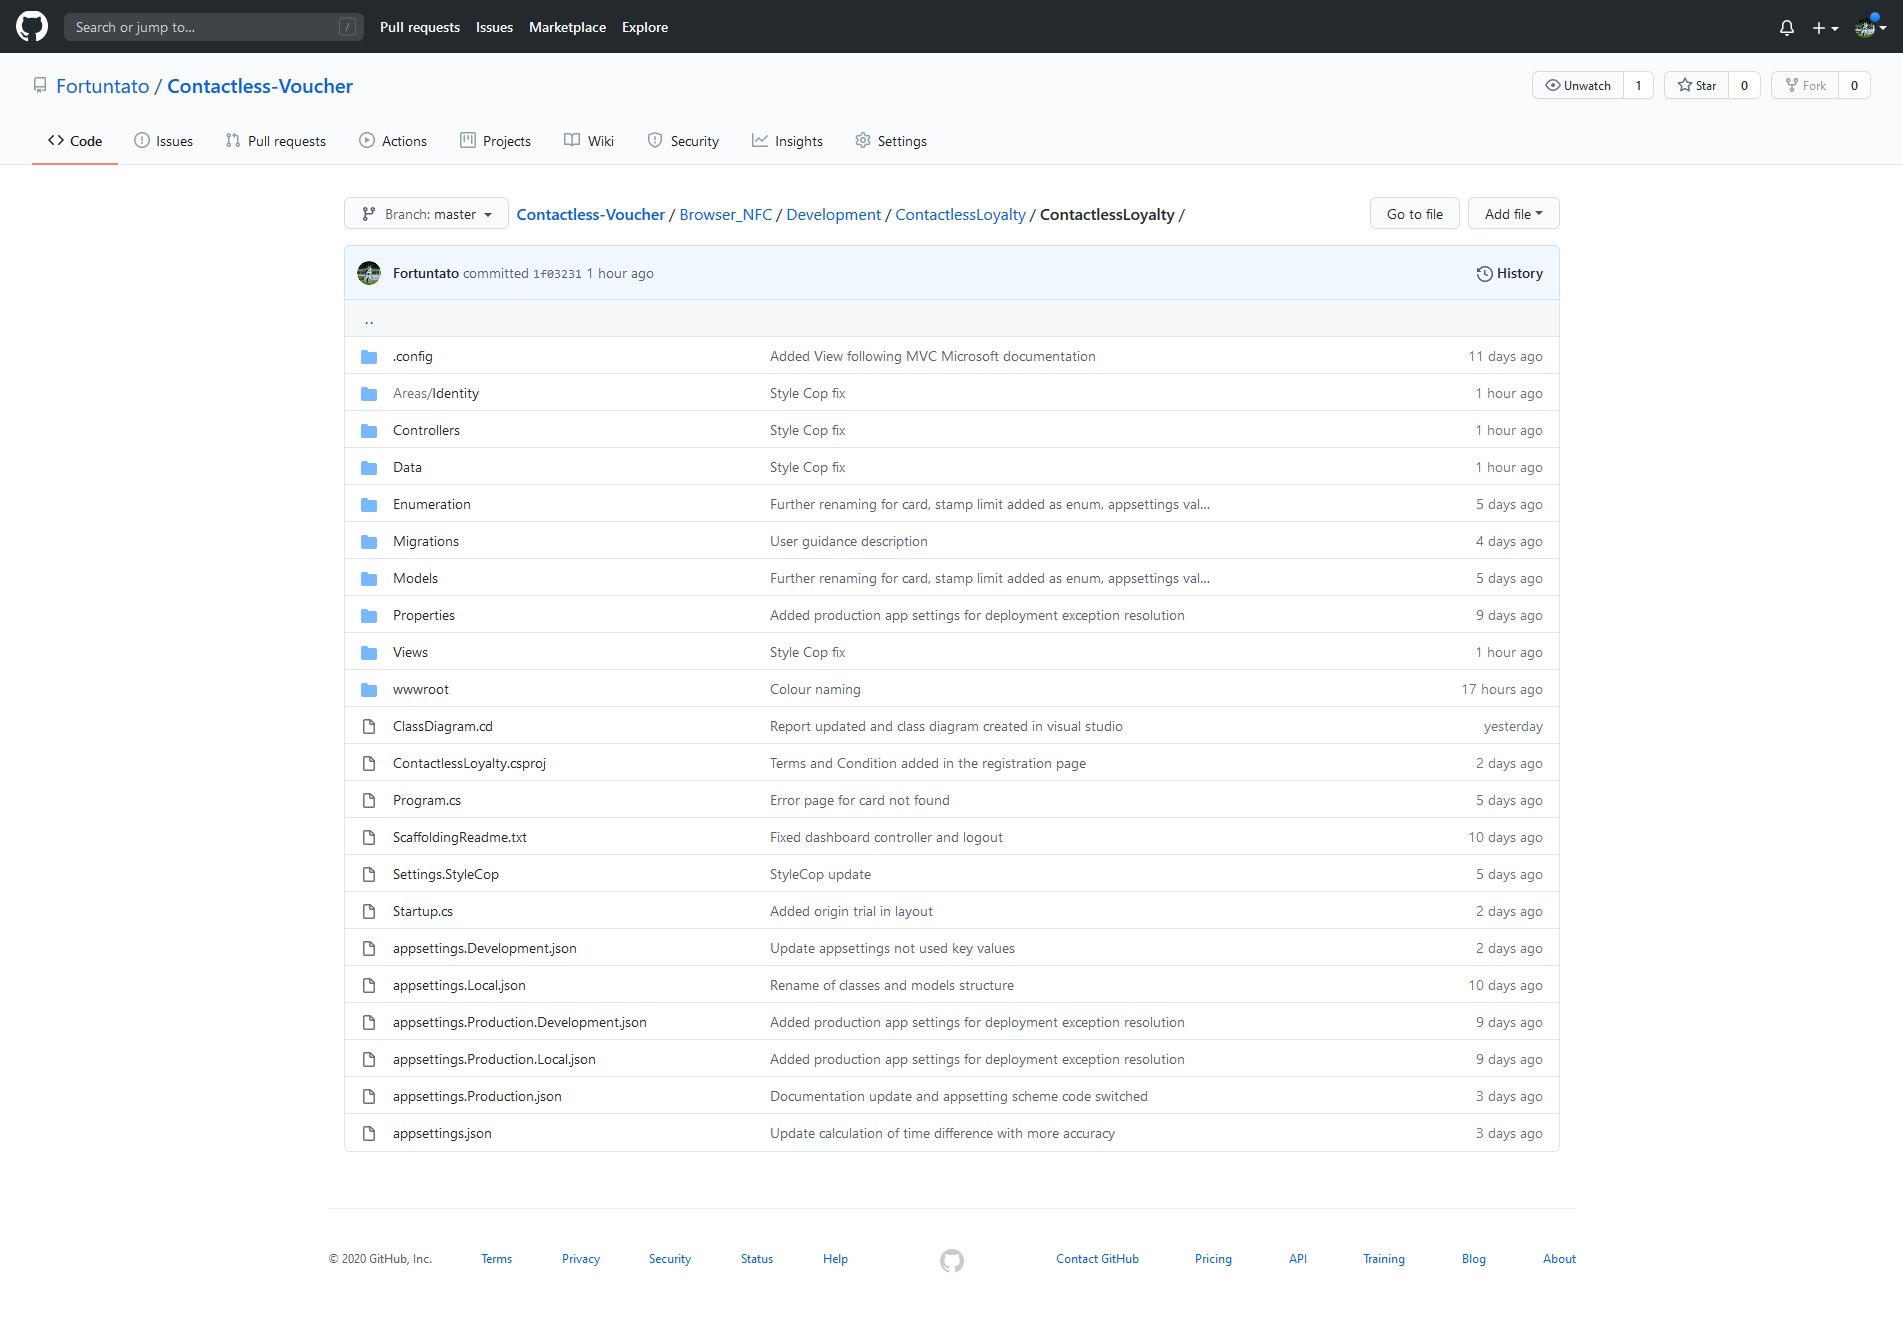 Search or jump to... / Pull requests Issues Marketplace Explore
Fortuntato / Contactless-Voucher Unwatch 1 Star 0 Fork 0
Code Issues Pull requests Actions Projects Wiki Security Insights Settings
Branch: master Contactless-Voucher / Browser_NFC / Development / ContactlessLoyalty / ContactlessLoyalty / Go to file Add file
Fortuntato committed 1f03231 1 hour ago History
..
.config Added View following MVC Microsoft documentation 11 days ago
Areas/Identity Style Cop fix 1 hour ago
Controllers Style Cop fix 1 hour ago
Data Style Cop fix 1 hour ago
Enumeration Further renaming for card, stamp limit added as enum, appsettings val... 5 days ago
Migrations User guidance description 4 days ago
Models Further renaming for card, stamp limit added as enum, appsettings val... 5 days ago
Properties Added production app settings for deployment exception resolution 9 days ago
Views Style Cop fix 1 hour ago
wwwroot Colour naming 17 hours ago
ClassDiagram.cd Report updated and class diagram created in visual studio yesterday
ContactlessLoyalty.csproj Terms and Condition added in the registration page 2 days ago
Program.cs Error page for card not found 5 days ago
ScaffoldingReadme.txt Fixed dashboard controller and logout 10 days ago
Settings.StyleCop StyleCop update 5 days ago
Startup.cs Added origin trial in layout 2 days ago
appsettings.Development.json Update appsettings not used key values 2 days ago
appsettings.Local.json Rename of classes and models structure 10 days ago
appsettings.Production.Development.json Added production app settings for deployment exception resolution 9 days ago
appsettings.Production.Local.json Added production app settings for deployment exception resolution 9 days ago
appsettings.Production.json Documentation update and appsetting scheme code switched 3 days ago
appsettings.json Update calculation of time difference with more accuracy 3 days ago
© 2020 GitHub, Inc. Terms Privacy Security Status Help Contact GitHub Pricing API Training Blog About